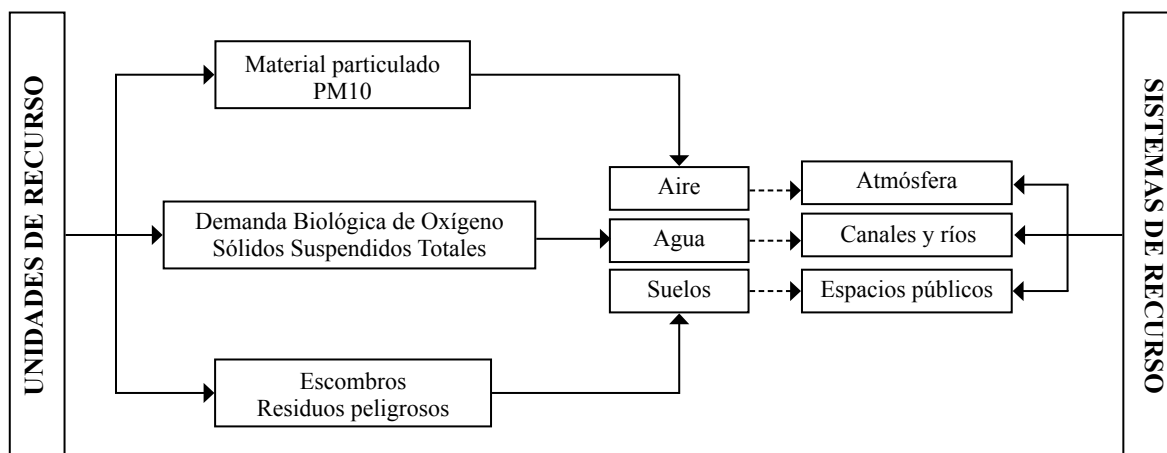 UNIDADES DE RECURSO
Material particulado
PM10
Demanda Biológica de Oxígeno
Sólidos Suspendidos Totales
Escombros
Residuos peligrosos
Aire
Agua
Suelos
Atmósfera
Canales y ríos
Espacios públicos
SISTEMAS DE RECURSO